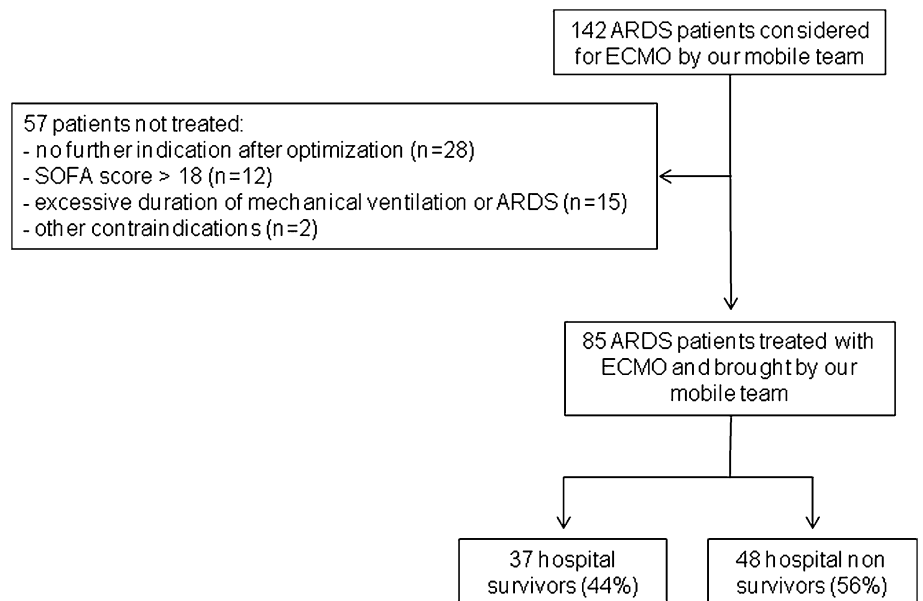 142 ARDS patients considered
for ECMO by our mobile team
57 patients not treated:
- no further indication after optimization (n=28)
- SOFA score > 18 (n=12)
- excessive duration of mechanical ventilation or ARDS (n=15)
- other contraindications (n=2)
85 ARDS patients treated with
ECMO and brought by our
mobile team
37 hospital
survivors (44%)
48 hospital non
survivors (56%)